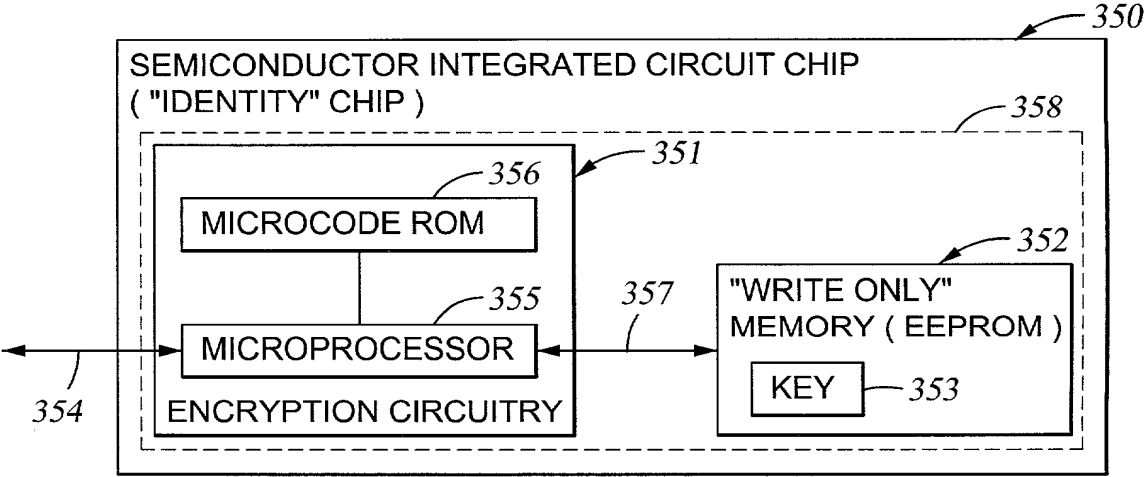 350
SEMICONDUCTOR INTEGRATED CIRCUIT CHIP
( "IDENTITY" CHIP )
358
351
356
MICROCODE ROM
352
"WRITE ONLY"
MEMORY ( EEPROM )
355
357
MICROPROCESSOR
KEY
353
354
ENCRYPTION CIRCUITRY